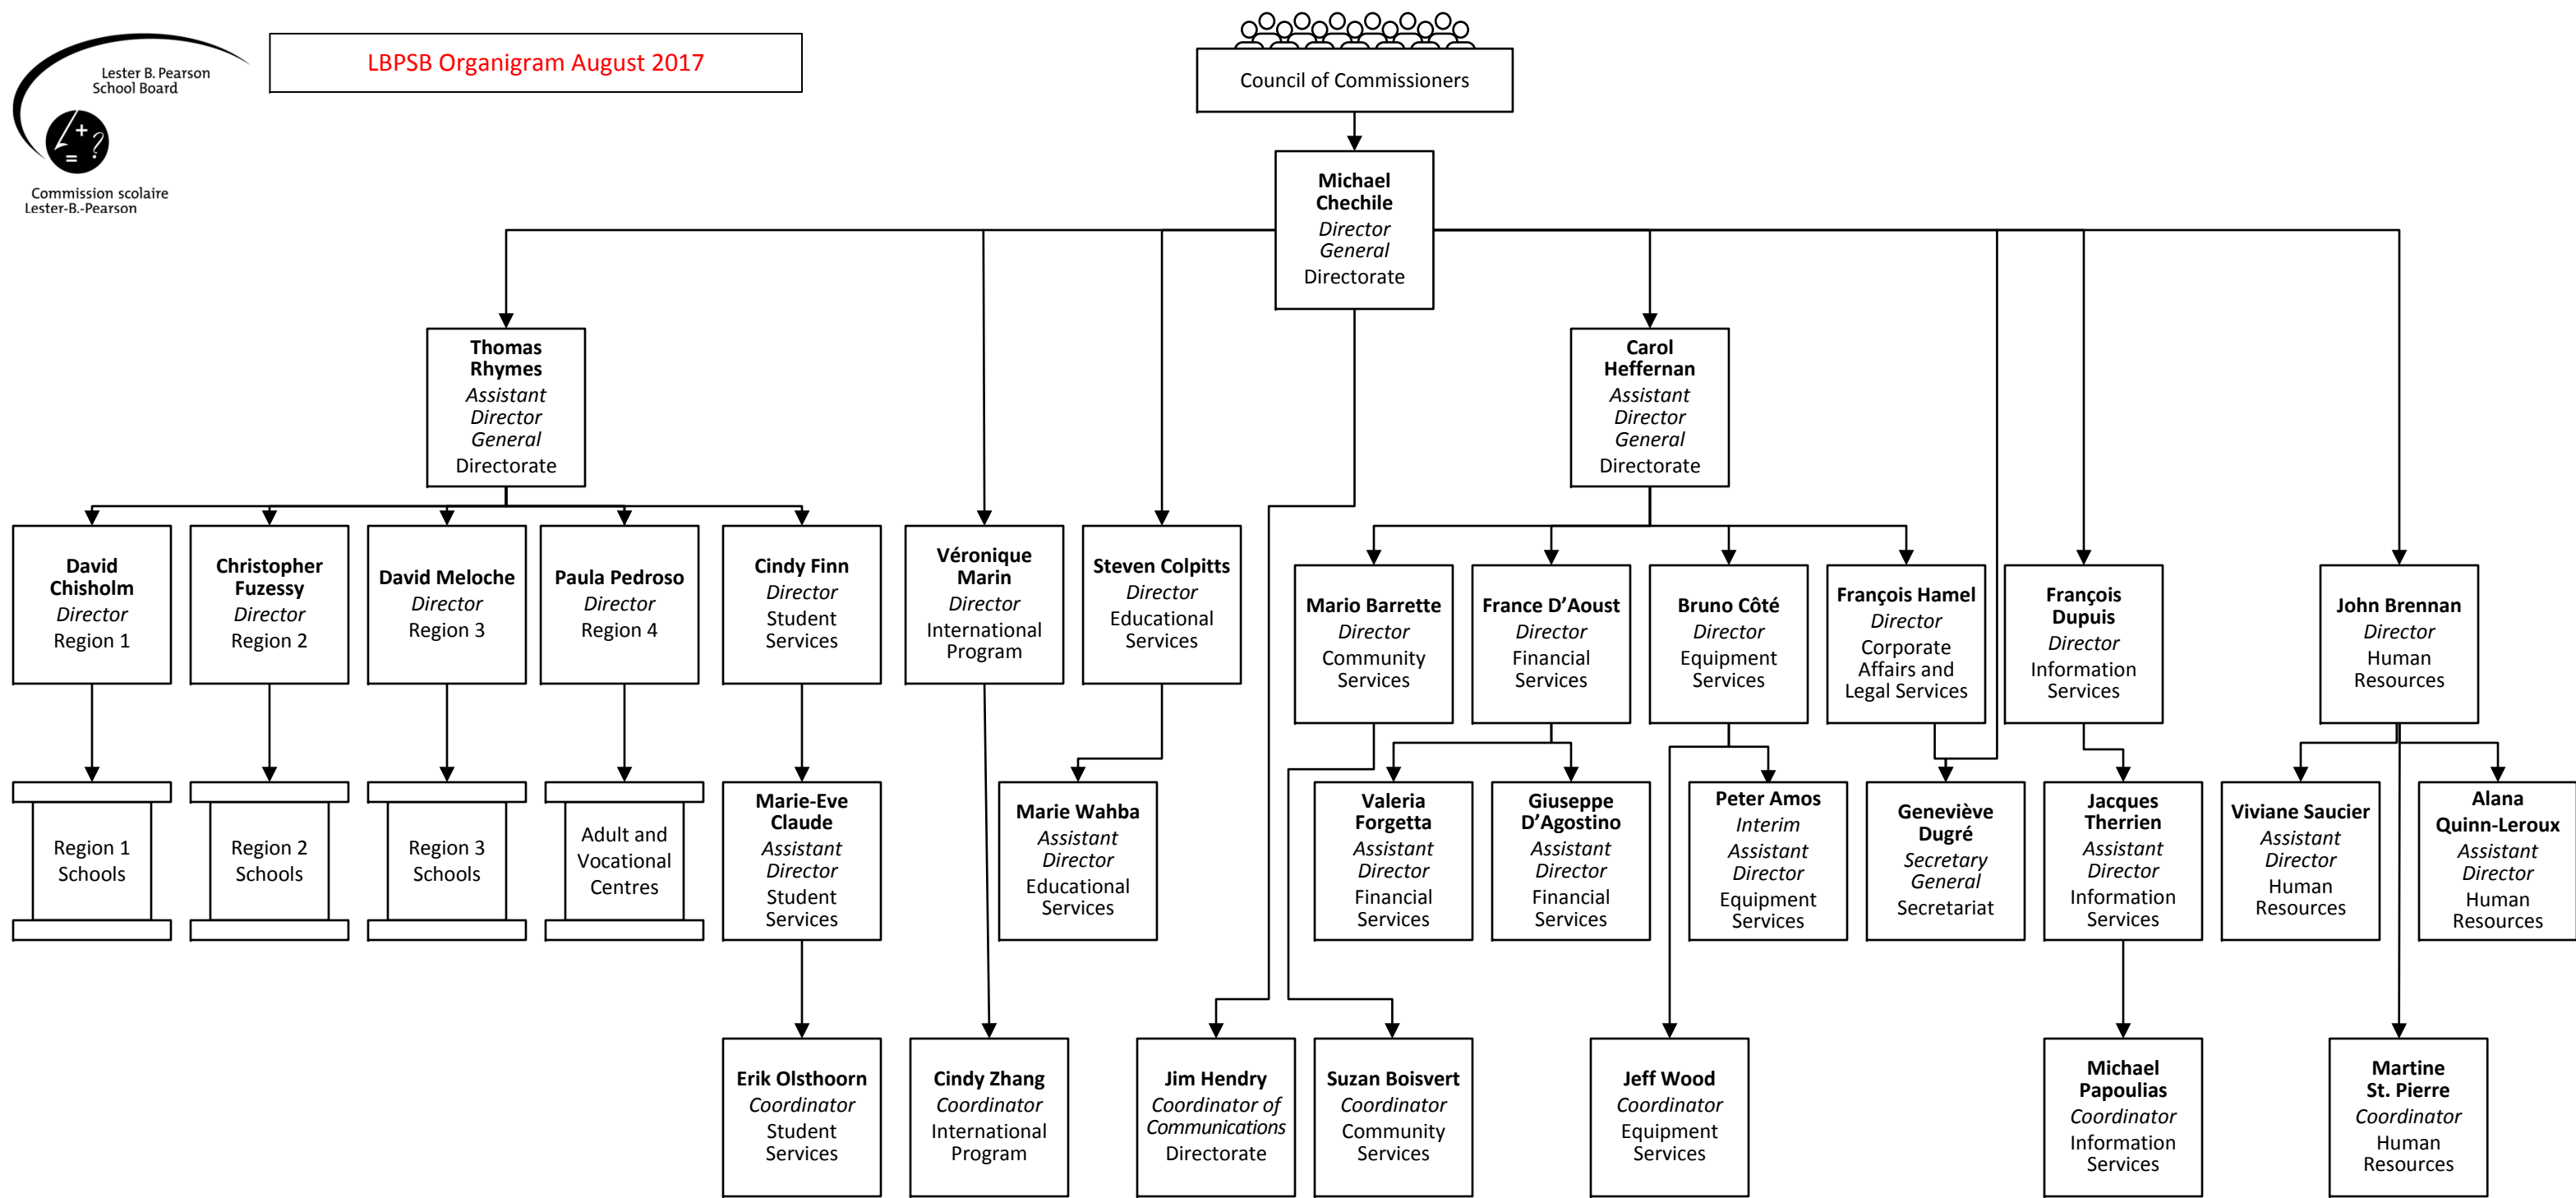 Lester B. Pearson
School Board
+
= ?
Commission scolaire
Lester-B.-Pearson
LBPSB Organigram August 2017
Council of Commissioners
Michael
Chechile
Director
General
Directorate
Thomas
Rhymes
Assistant
Director
General
Directorate
Carol
Heffernan
Assistant
Director
General
Directorate
David
Chisholm
Director
Region 1
Christopher
Fuzessy
Director
Region 2
David Meloche
Director
Region 3
Paula Pedroso
Director
Region 4
Cindy Finn
Director
Student
Services
Véronique
Marin
Director
International
Program
Steven Colpitts
Director
Educational
Services
Mario Barrette
Director
Community
Services
France D’Aoust
Director
Financial
Services
Bruno Côté
Director
Equipment
Services
François Hamel
Director
Corporate
Affairs and
Legal Services
François
Dupuis
Director
Information
Services
John Brennan
Director
Human
Resources
Region 1
Schools
Region 2
Schools
Region 3
Schools
Adult and
Vocational
Centres
Marie-Eve
Claude
Assistant
Director
Student
Services
Marie Wahba
Assistant
Director
Educational
Services
Valeria
Forgetta
Assistant
Director
Financial
Services
Giuseppe
D’Agostino
Assistant
Director
Financial
Services
Peter Amos
Interim
Assistant
Director
Equipment
Services
Geneviève
Dugré
Secretary
General
Secretariat
Jacques
Therrien
Assistant
Director
Information
Services
Viviane Saucier
Assistant
Director
Human
Resources
Alana
Quinn-Leroux
Assistant
Director
Human
Resources
Erik Olsthoorn
Coordinator
Student
Services
Cindy Zhang
Coordinator
International
Program
Jim Hendry
Coordinator of
Communications
Directorate
Suzan Boisvert
Coordinator
Community
Services
Jeff Wood
Coordinator
Equipment
Services
Michael
Papoulias
Coordinator
Information
Services
Martine
St. Pierre
Coordinator
Human
Resources